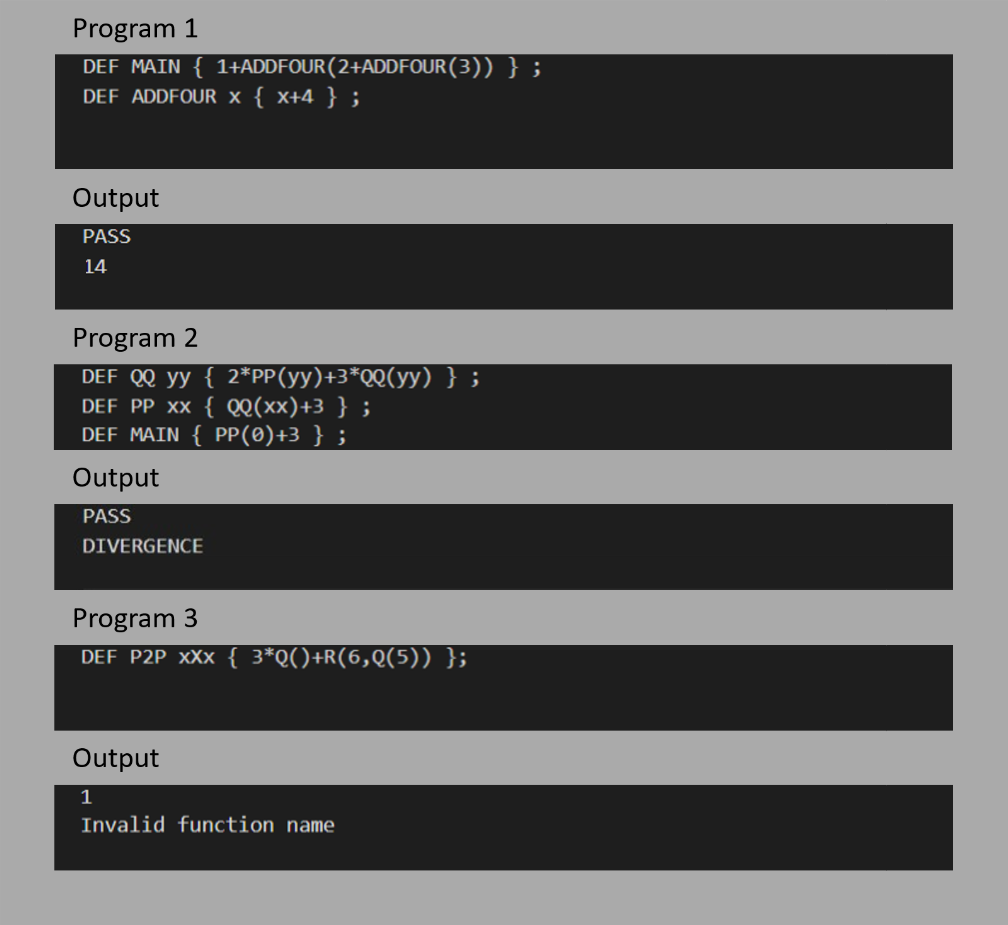 Program 1
DEF MAIN { 1+ADDFOUR(2+ADDFOUR(3)) } ;
DEF ADDFOUR x { x+4 } ;
Output
PASS
14
Program 2
DEF QQ yy { 2*PP(yy)+3*QQ(yy) } ;
DEF PP xx { QQ(xx)+3 } ;
DEF MAIN { PP(0)+3 } ;
Output
PASS
DIVERGENCE
Program 3
DEF P2P xXx { 3*Q()+R(6,Q(5)) };
Output
1
Invalid function name